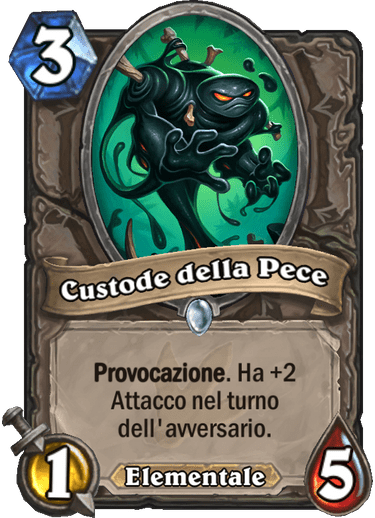 3
Custode della Pece
Provocazione. Ha +2
Attacco nel turno
dell'avversario.
1
Elementale
5